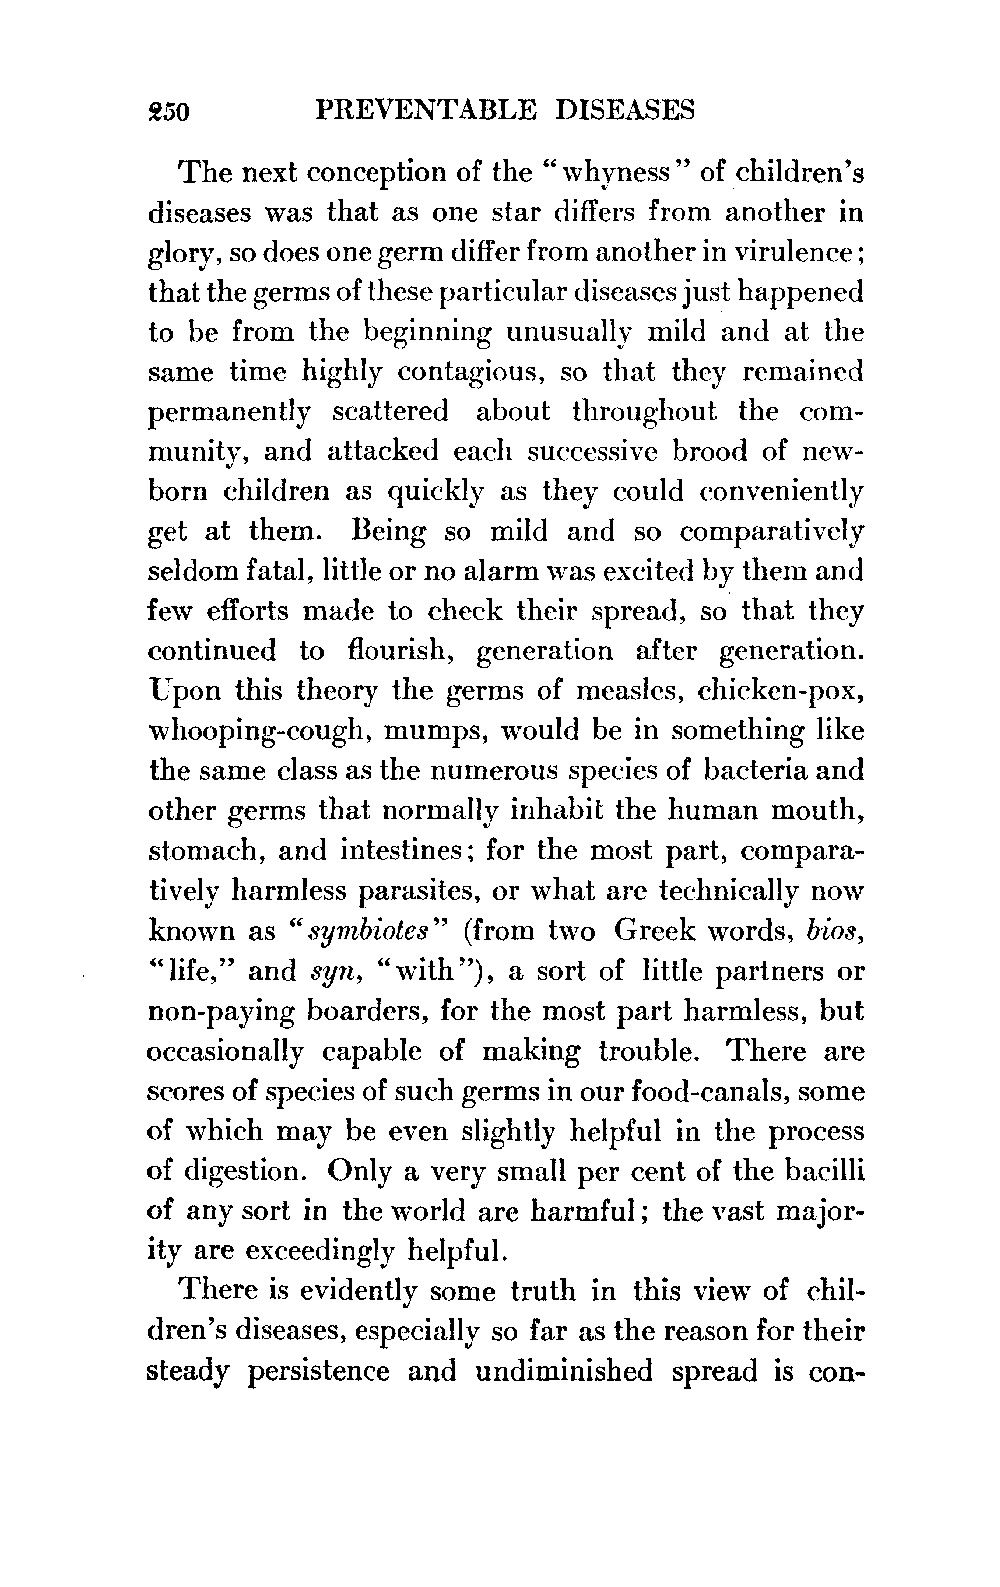 250 PREVENTABLE DISEASES
The next conception of the “whyness” of children’s
diseases was that as one star differs from another in
glory, so does one germ differ from another in virulence;
that the germs of these particular diseases just happened
to be from the beginning unusually mild and at the
same time highly contagious, so that they remained
permanently scattered about throughout the com-
munity, and attacked each successive brood of new-
born children as quickly as they could conveniently
get at them. Being so mild and so comparatively
seldom fatal, little or no alarm was excited by them and
few efforts made to check their spread, so that they
continued to flourish, generation after generation.
Upon this theory the germs of measles, chicken-pox,
whooping-cough, mumps, would be in something like
the same class as the numerous species of bacteria and
other germs that normally inhabit the human mouth,
stomach, and intestines; for the most part, compara-
tively harmless parasites, or what are technically now
known as “symbiotes” (from two Greek words, bios,
“life,” and syn, “with”), a sort of little partners or
non-paying boarders, for the most part harmless, but
occasionally capable of making trouble. There are
scores of species of such germs in our food-canals, some
of which may be even slightly helpful in the process
of digestion. Only a very small per cent of the bacilli
of any sort in the world are harmful; the vast major-
ity are exceedingly helpful.
There is evidently some truth in this view of chil-
dren’s diseases, especially so far as the reason for their
steady persistence and undiminished spread is con-